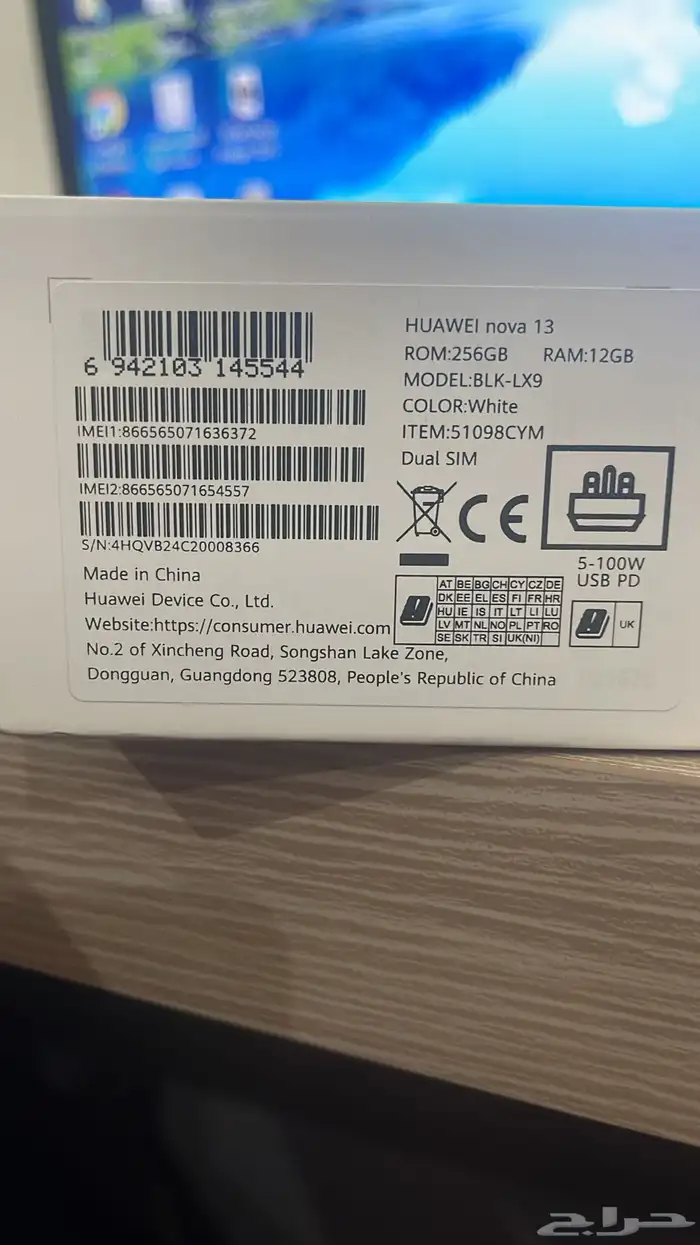 6 942103 145544
IMEI1:866565071636372
IMEI2:866565071654557
S/N:4HQVB24C20008366
Made in China
Huawei Device Co., Ltd.
Website:https://consumer.huawei.com
No.2 of Xincheng Road, Songshan Lake Zone,
Dongguan, Guangdong 523808, People's Republic of China
HUAWEI nova 13
ROM:256GB RAM:12GB
MODEL:BLK-LX9
COLOR:White
ITEM:51098CYM
Dual SIM
CE
5-100W
USB PD
AT BE BG CH CY CZ DE
DK EE EL ES FI FR HR
HU IE IS IT LT LI LU
LV MT NL NO PL PT RO
SE SK TR SI UK(NI)
UK
حراج